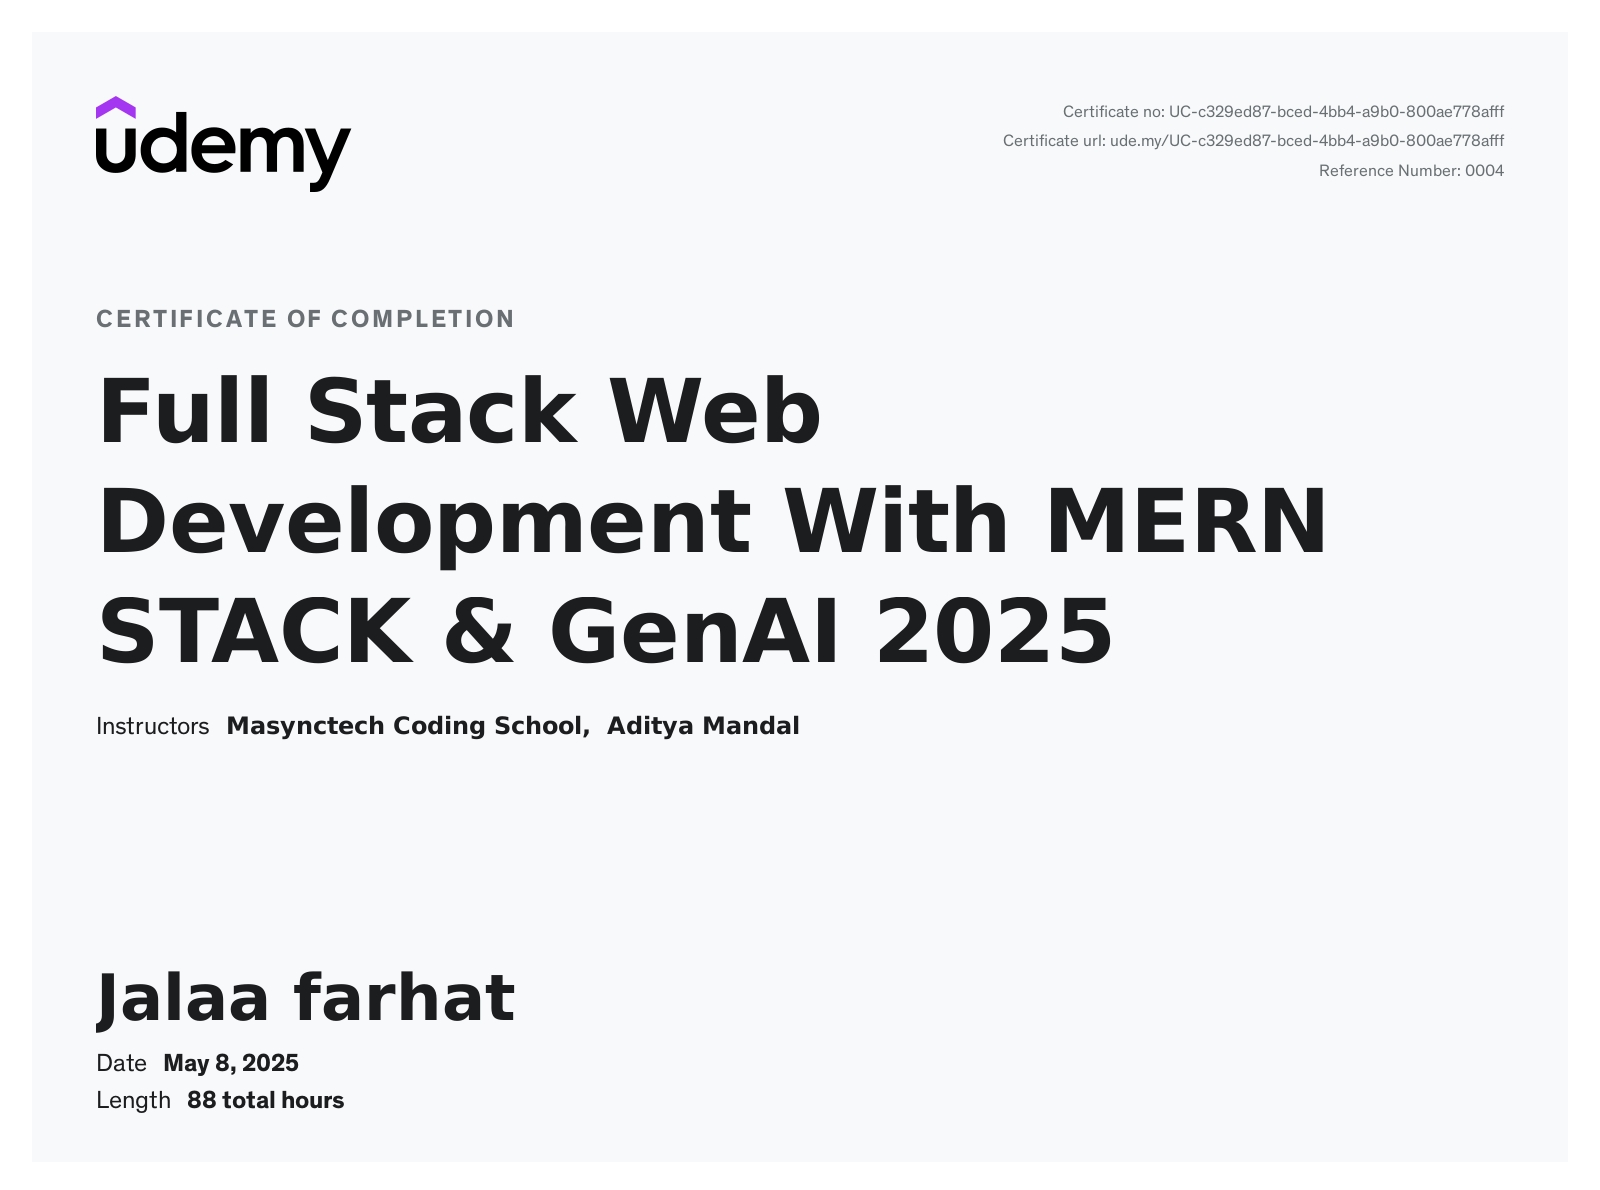 udemy
Certificate no: UC-c329ed87-bced-4bb4-a9b0-800ae778afff
Certificate url: ude.my/UC-c329ed87-bced-4bb4-a9b0-800ae778afff
Reference Number: 0004
CERTIFICATE OF COMPLETION
Full Stack Web
Development With MERN
STACK & GenAI 2025
Instructors Masynctech Coding School, Aditya Mandal
Jalaa farhat
Date May 8, 2025
Length 88 total hours